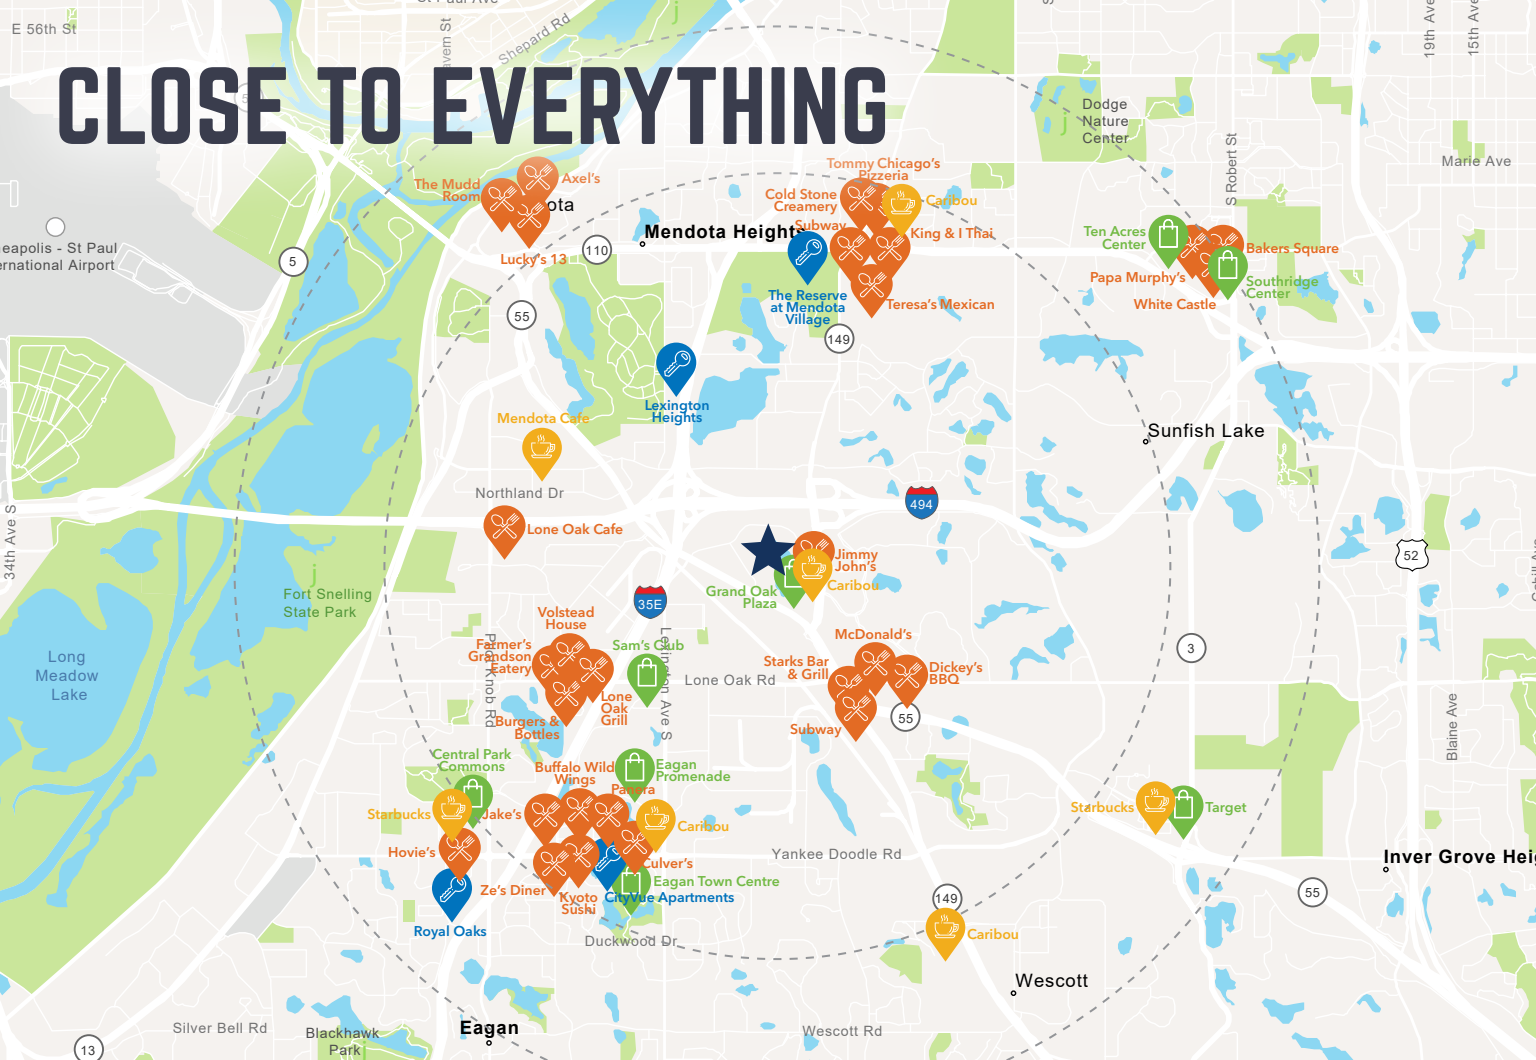 E 56th St
St Paul Ave
Shepard Rd
19th Ave
15th Ave
CLOSE TO EVERYTHING
Dodge
Nature
Center
Marie Ave
S Robert St
The Mudd
Room
Axel's
ota
Lucky's 13
110
Mendota Heights
Tommy Chicago's
Pizzeria
Cold Stone
Creamery
Caribou
Subway
King & I Thai
The Reserve
at Mendota
Village
Teresa's Mexican
149
Ten Acres
Center
Bakers Square
Papa Murphy's
Southridge
Center
White Castle
eapolis - St Paul
ernational Airport
5
55
Lexington
Heights
Mendota Cafe
Northland Dr
Lone Oak Cafe
Sunfish Lake
494
34th Ave S
52
Fort Snelling
State Park
35E
Jimmy
John's
Grand Oak
Plaza
Caribou
Long
Meadow
Lake
Volstead
House
Farmer's
Grandson
Eatery
Sam's Club
Lone
Oak
Grill
Burgers &
Bottles
Lexington Ave S
Lone Oak Rd
McDonald's
Starks Bar
& Grill
Dickey's
BBQ
Subway
55
3
Blaine Ave
Central Park
Commons
Starbucks
Jake's
Hovie's
Royal Oaks
Buffalo Wild
Wings
Eagan
Promenade
Panera
Caribou
Culver's
Ze's Diner
Kyoto
Sushi
Eagan Town Centre
CityVue Apartments
Duckwood Dr
Yankee Doodle Rd
Starbucks
Target
Inver Grove Hei
55
149
Caribou
Wescott
Wescott Rd
Eagan
Silver Bell Rd
Blackhawk
Park
13